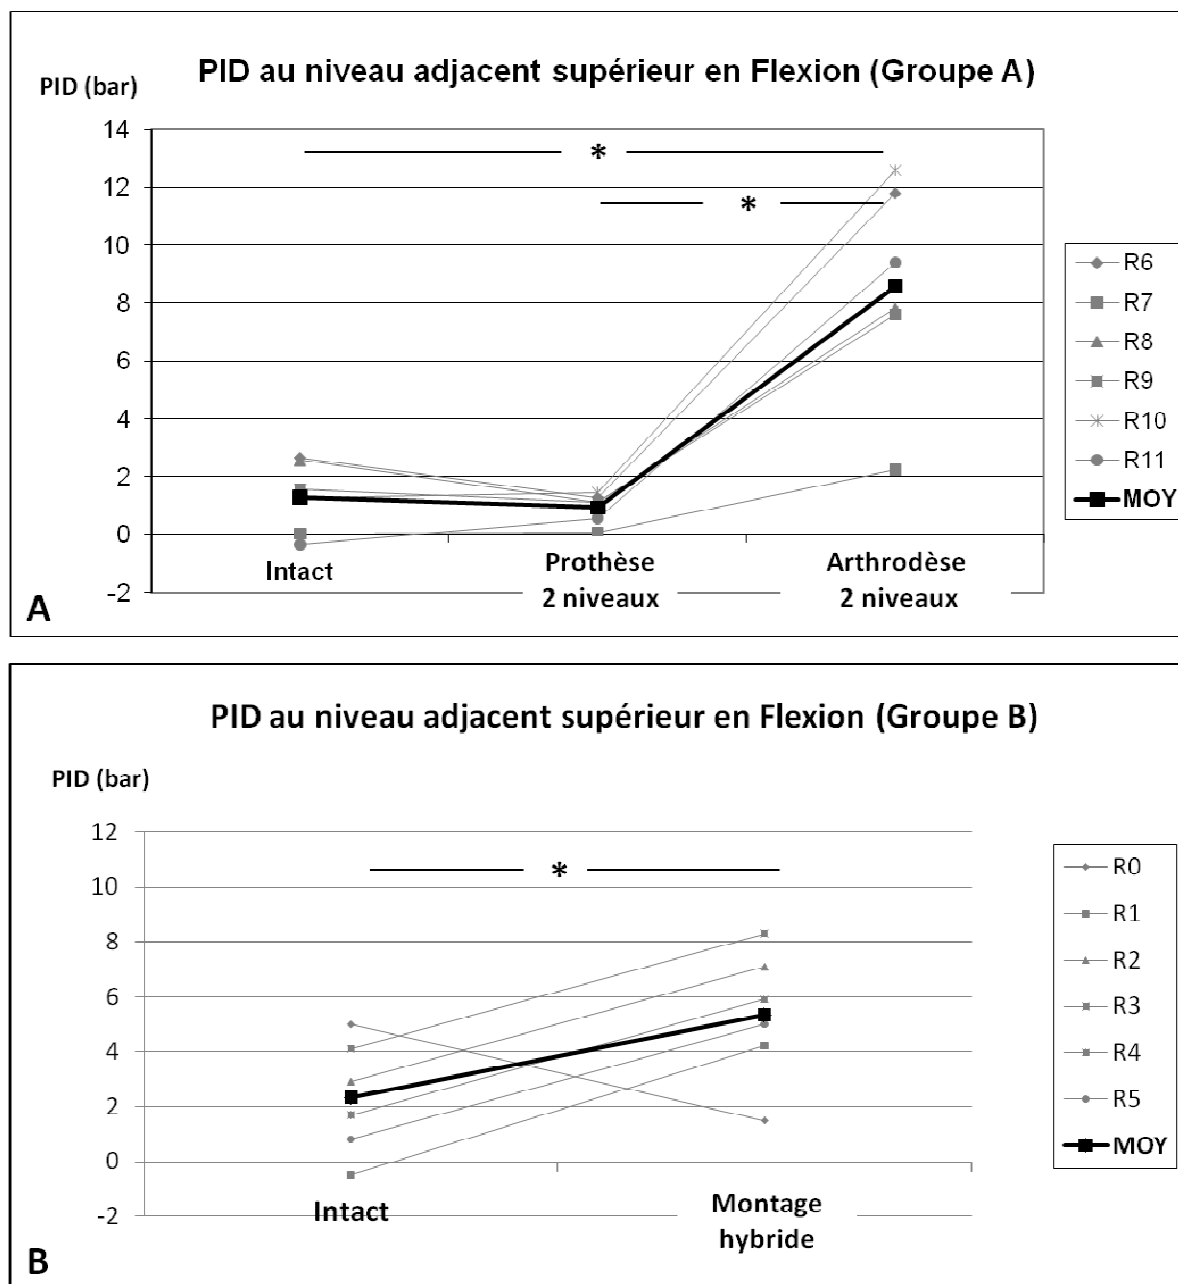 PID au niveau adjacent supérieur en Flexion (Groupe A)
PID (bar)
14
12
10
8
6
4
2
0
-2
*
*
Intact
Prothèse
2 niveaux
Arthrodèse
2 niveaux
R6
R7
R8
R9
R10
R11
MOY
A
PID au niveau adjacent supérieur en Flexion (Groupe B)
PID (bar)
12
10
8
6
4
2
0
-2
*
Intact
Montage
hybride
R0
R1
R2
R3
R4
R5
MOY
B